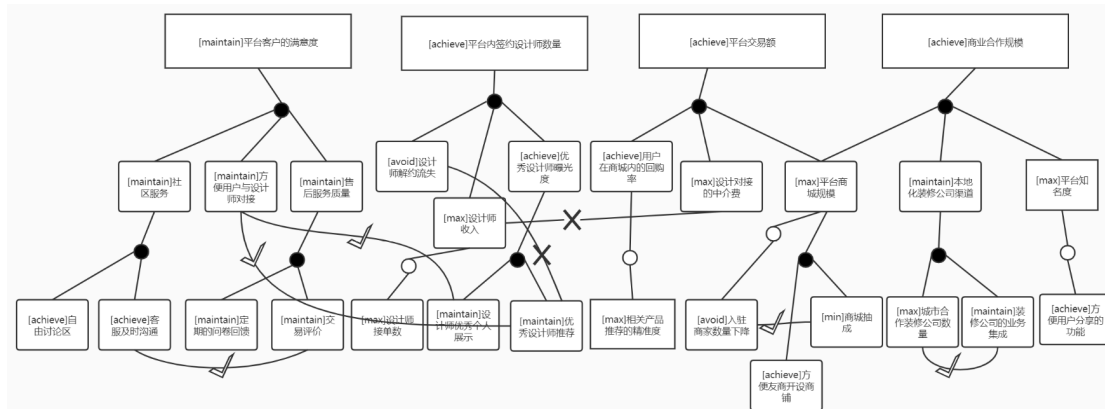 [maintain]平台客户的满意度
[achieve]平台内签约设计师数量
[achieve]平台交易额
[achieve]商业合作规模
[maintain]社
区服务
[maintain]方
便用户与设计
师对接
[maintain]售
后服务质量
[avoid]设计
师解约流失
[max]设计师
收入
[achieve]优
秀设计师曝光
度
[achieve]用户
在商城内的回购
率
[max]设计对接
的中介费
[max]平台商
城规模
[maintain]本地
化装修公司渠道
[max]平台知
名度
[achieve]自
由讨论区
[achieve]客
服及时沟通
[maintain]定
期的问卷回馈
[maintain]交
易评价
[max]设计师
接单数
[maintain]设
计师优秀个人
展示
[maintain]优
秀设计师推荐
[max]相关产品
推荐的精准度
[avoid]入驻
商家数量下降
[achieve]方
便友商开设商
铺
[min]商城抽
成
[max]城市合
作装修公司数
量
[maintain]装
修公司的业务
集成
[achieve]方
便用户分享的
功能